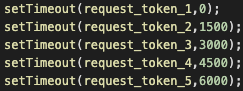 setTimeout(request_token_1,0);
setTimeout(request_token_2,1500);
setTimeout(request_token_3,3000);
setTimeout(request_token_4,4500);
setTimeout(request_token_5,6000);